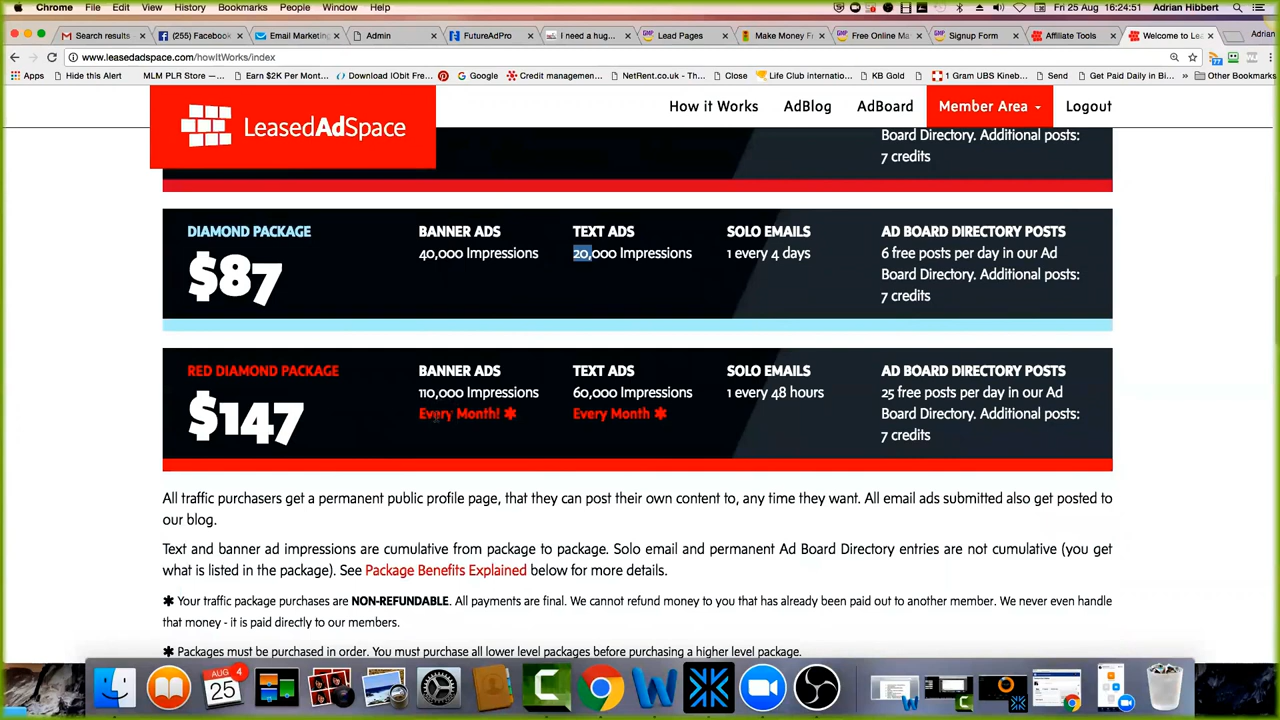 Chrome File Edit View History Bookmarks People Window Help Fri 25 Aug 16:24:51 Adrian Hibbert
Search results (255) Facebook Email Marketing Admin FutureAdPro I need a hug Lead Pages Make Money F Free Online Ma Signup Form Affiliate Tools Welcome to Lea Adrian
www.leasedadspace.com/howItWorks/index
Apps Hide this Alert MLM PLR Store Earn $2K Per Mont Download IObit Fre Pinterest Google Credit managemen NetRent.co.uk Close Life Club internatio KB Gold 1 Gram UBS Kineb Send Get Paid Daily in Bi Other Bookmarks
LeasedAdSpace
How it Works AdBlog AdBoard Member Area Logout
Board Directory. Additional posts:
7 credits
DIAMOND PACKAGE
$87
BANNER ADS
40,000 Impressions
TEXT ADS
20,000 Impressions
SOLO EMAILS
1 every 4 days
AD BOARD DIRECTORY POSTS
6 free posts per day in our Ad
Board Directory. Additional posts:
7 credits
RED DIAMOND PACKAGE
$147
BANNER ADS
110,000 Impressions
Every Month! ✱
TEXT ADS
60,000 Impressions
Every Month ✱
SOLO EMAILS
1 every 48 hours
AD BOARD DIRECTORY POSTS
25 free posts per day in our Ad
Board Directory. Additional posts:
7 credits
All traffic purchasers get a permanent public profile page, that they can post their own content to, any time they want. All email ads submitted also get posted to
our blog.
Text and banner ad impressions are cumulative from package to package. Solo email and permanent Ad Board Directory entries are not cumulative (you get
what is listed in the package). See Package Benefits Explained below for more details.
✱ Your traffic package purchases are NON-REFUNDABLE. All payments are final. We cannot refund money to you that has already been paid out to another member. We never even handle
that money - it is paid directly to our members.
✱ Packages must be purchased in order. You must purchase all lower level packages before purchasing a higher level package.
AUG
25
4